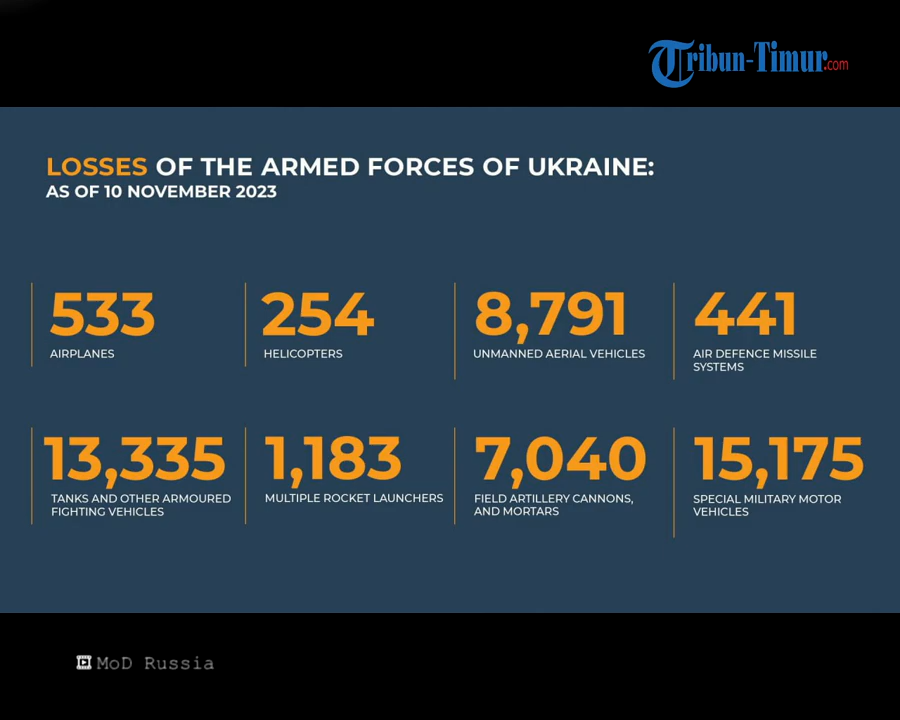 Tribun-Timur.com
LOSSES OF THE ARMED FORCES OF UKRAINE:
AS OF 10 NOVEMBER 2023
533
AIRPLANES
254
HELICOPTERS
8,791
UNMANNED AERIAL VEHICLES
441
AIR DEFENCE MISSILE
SYSTEMS
13,335
TANKS AND OTHER ARMOURED
FIGHTING VEHICLES
1,183
MULTIPLE ROCKET LAUNCHERS
7,040
FIELD ARTILLERY CANNONS,
AND MORTARS
15,175
SPECIAL MILITARY MOTOR
VEHICLES
MoD Russia